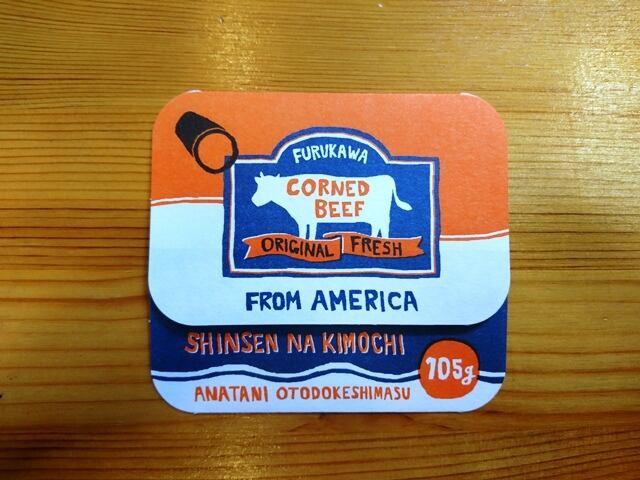 FURUKAWA
CORNED
BEEF
ORIGINAL FRESH
FROM AMERICA
SHINSEN NA KIMOCHI
105g
ANATANI OTODOKESHIMASU